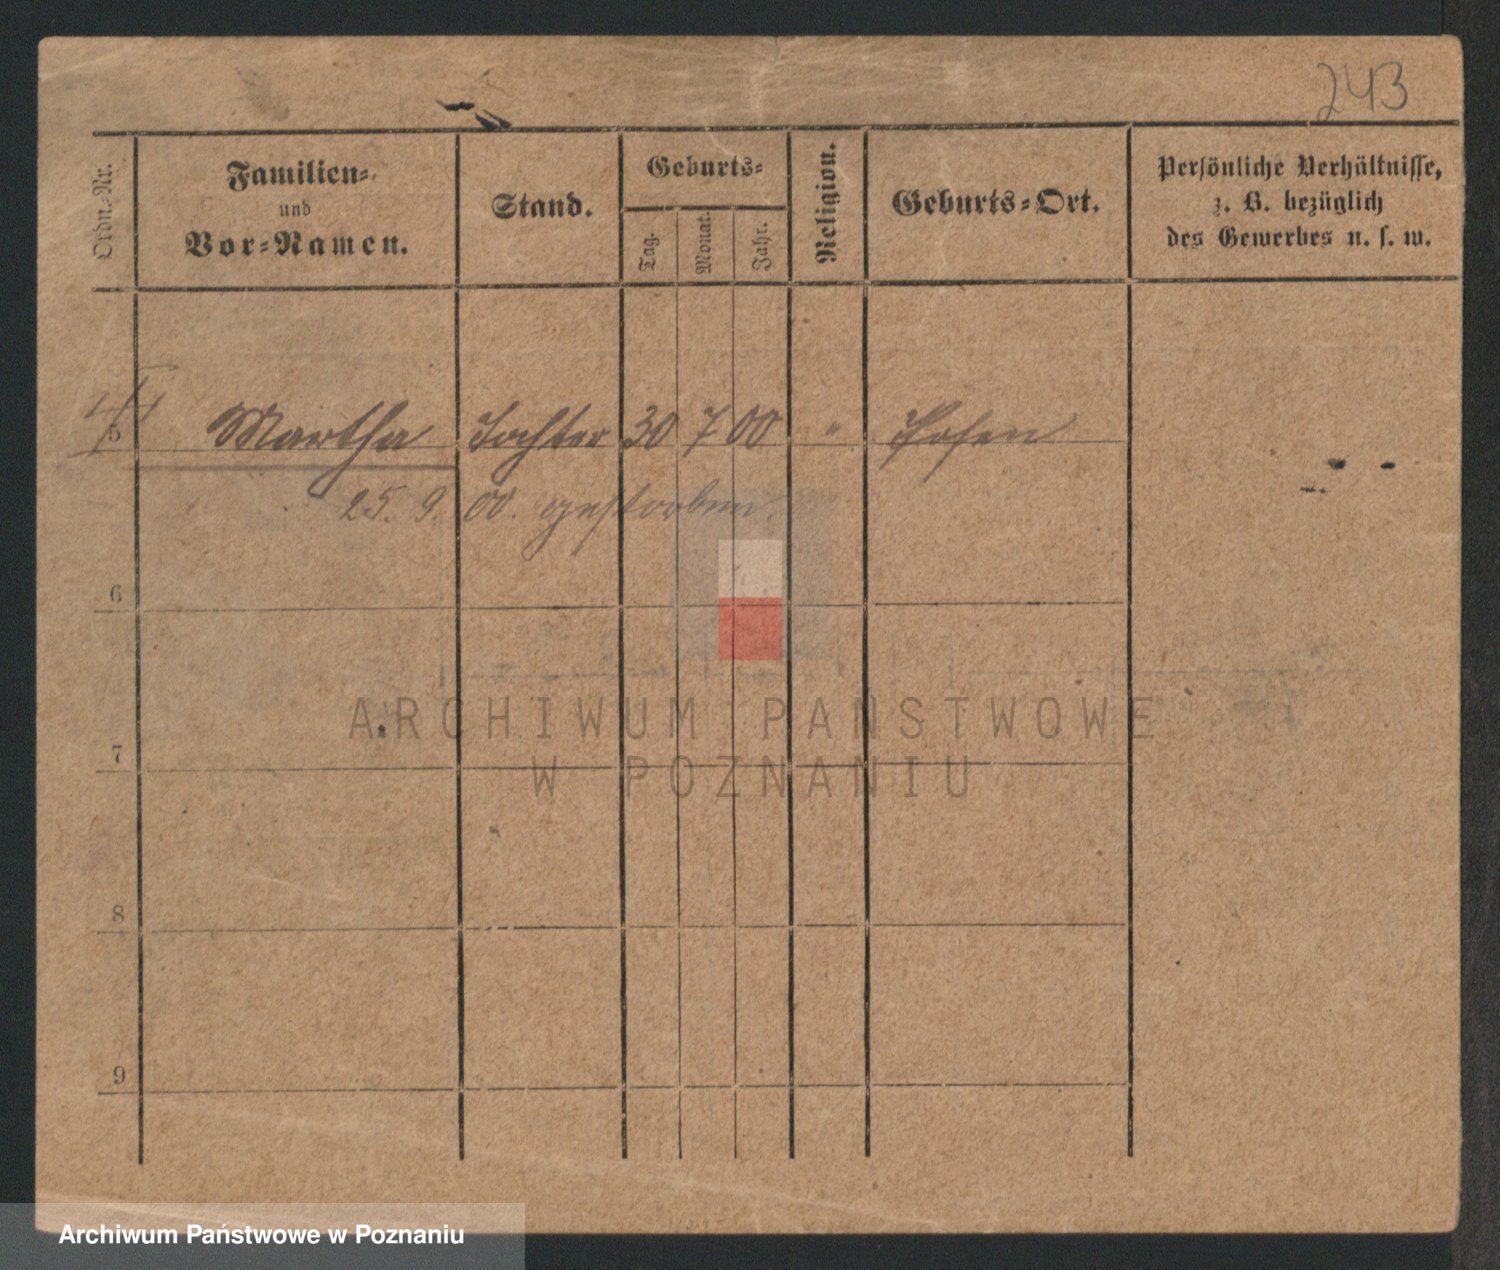 243
Ordn.-Nr.
Familien-
und
Vor-Namen.
Stand.
Geburts-
Tag.
Monat.
Jahr.
Religion.
Geburts-Ort.
Persönliche Verhältnisse,
z. B. bezüglich
des Gewerbes u. s. w.
5 Martha Tochter 30 7 00 " Posen
25. 9. 00. gestorben
6
7
8
9
ARCHIWUM PAŃSTWOWE
W POZNANIU
Archiwum Państwowe w Poznaniu